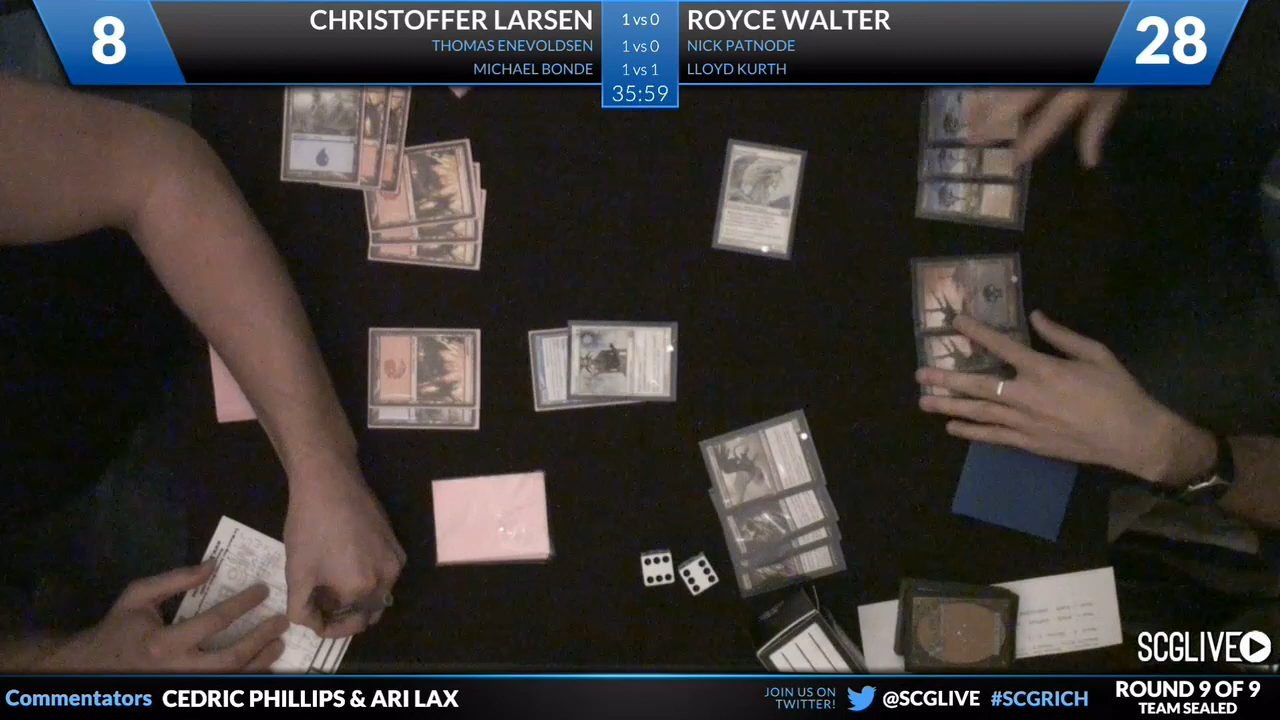 8
CHRISTOFFER LARSEN
1 vs 0
ROYCE WALTER
28
THOMAS ENEVOLDSEN
1 vs 0
NICK PATNODE
MICHAEL BONDE
1 vs 1
LLOYD KURTH
35:59
SCGLIVE
Commentators CEDRIC PHILLIPS & ARI LAX
JOIN US ON
TWITTER!
@SCGLIVE #SCGRICH
ROUND 9 OF 9
TEAM SEALED